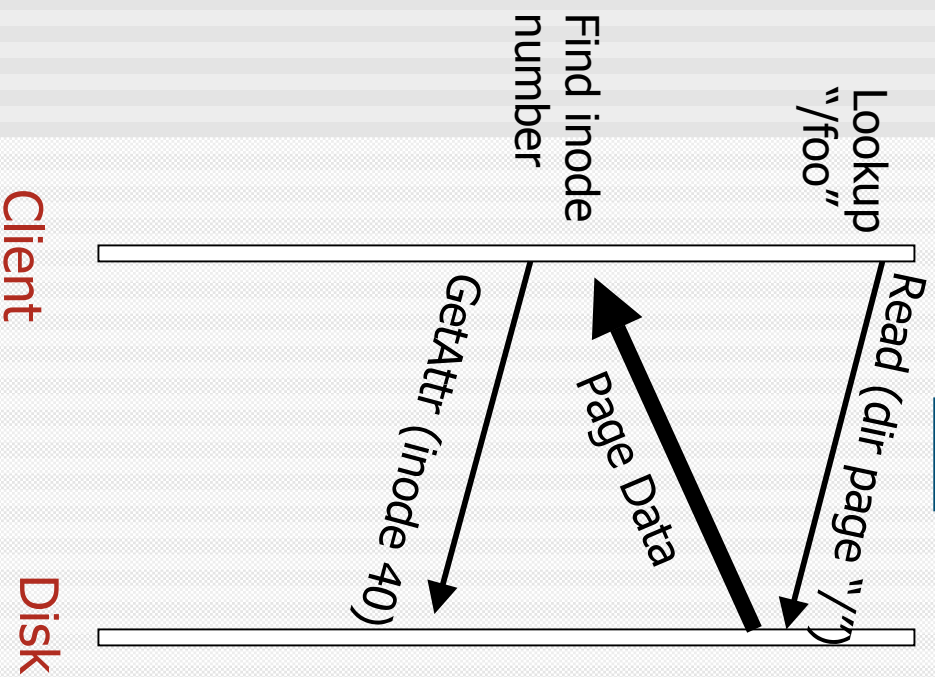 Lookup
“/foo”
Read (dir page “/”)
Page Data
Find inode
number
GetAttr (inode 40)
Client
Disk